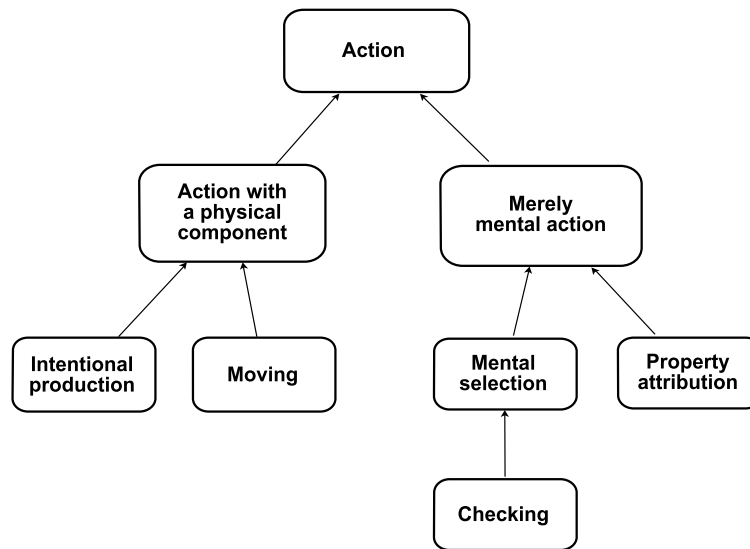 Action
Action with
a physical
component
Merely
mental action
Intentional
production
Moving
Mental
selection
Property
attribution
Checking